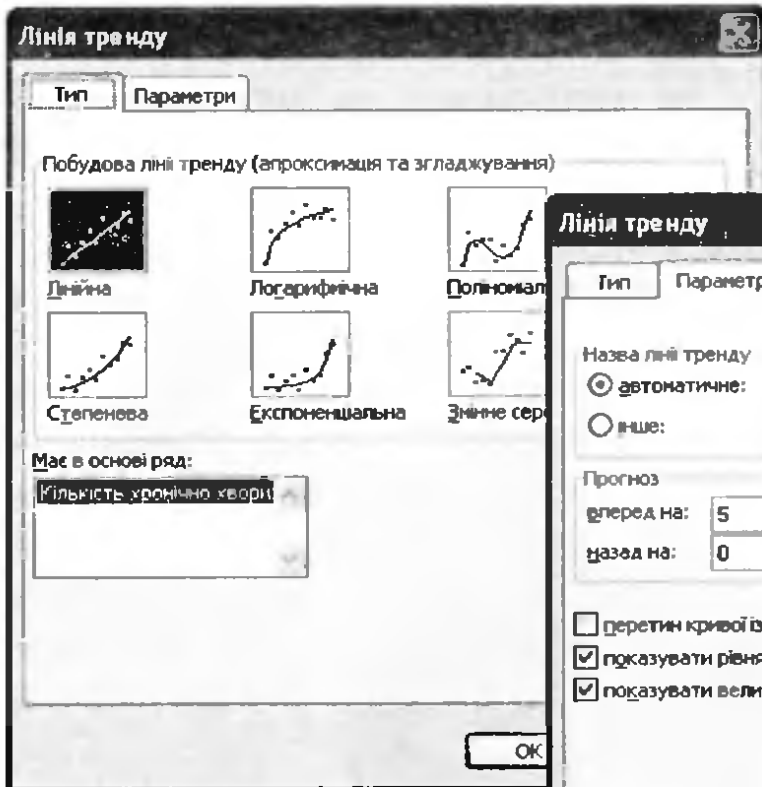 Лінія тренду
Тип Параметри
Побудова лінії тренду (апроксимація та згладжування)
Лінійна Логарифмічна Поліноміал
Степенева Експоненціальна Змінне сере
Має в основі ряд:
Кількість хронічно хвори
ОК
Лінія тренду
Тип Параметр
Назва лінії тренду
автоматичне:
інше:
Прогноз
вперед на: 5
назад на: 0
перетин кривої із
показувати рівня
показувати вели